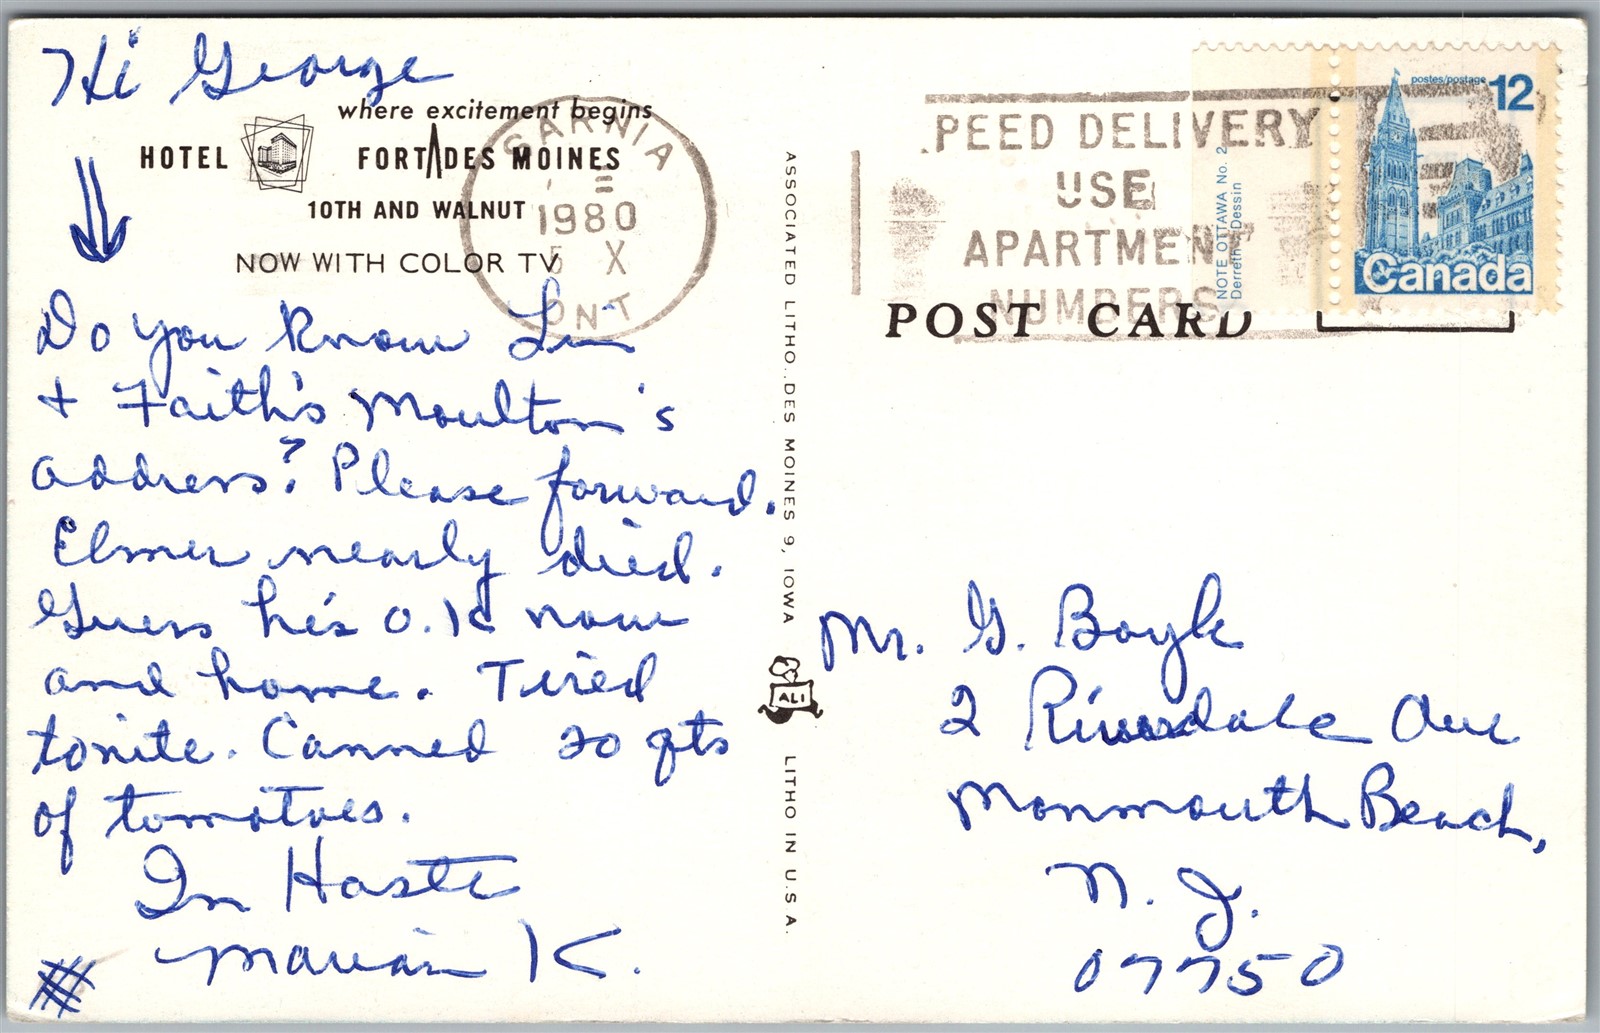 Hi George
where excitement begins
HOTEL FORT DES MOINES
10TH AND WALNUT
NOW WITH COLOR TV
Do you know Lin
+ Faith's Moulton's
address? Please forward.
Elmer nearly died.
Guess he's O.K now
and home. Tired
tonite. Canned 20 qts
of tomatoes.
In Haste
Marian K.
ASSOCIATED LITHO., DES MOINES 9, IOWA
ALI
LITHO IN U.S.A.
SARNIA
1980
X
ONT
PEED DELIVERY
USE
APARTMENT
NUMBERS
NOTE OTTAWA No. 2
Dessin
postes/postage 12
Canada
POST CARD
Mr. G. Boyle
2 Riverdale Ave
Monmouth Beach,
N. J.
07750